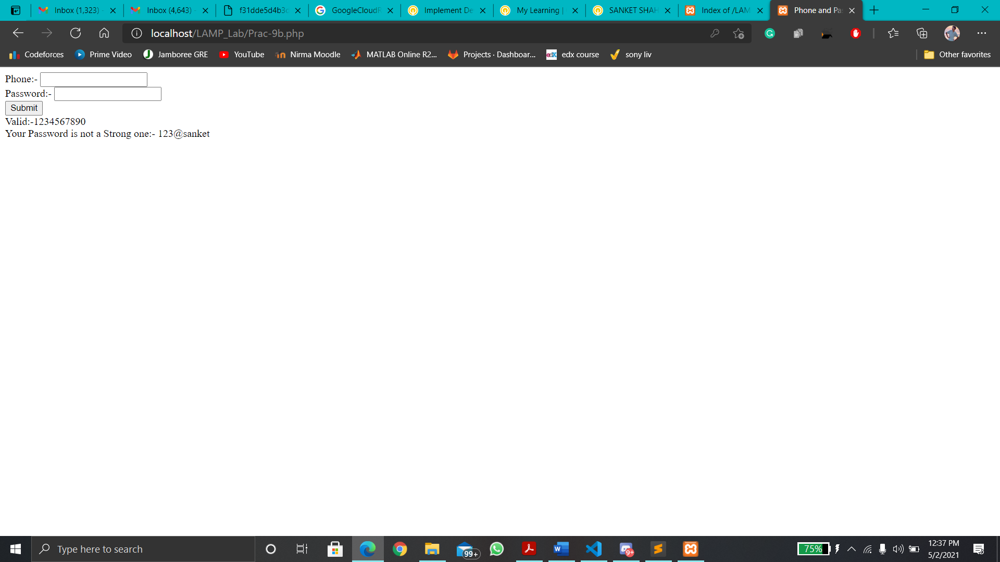 Inbox (1,323) -
Inbox (4,643) -
f31dde5d4b3c
GoogleCloudR
Implement De
My Learning |
SANKET SHAH
Index of /LAM
Phone and Pa
localhost/LAMP_Lab/Prac-9b.php
Codeforces
Prime Video
Jamboree GRE
YouTube
Nirma Moodle
MATLAB Online R2...
Projects · Dashboar...
edx course
sony liv
Other favorites
Phone:-
Password:-
Submit
Valid:-1234567890
Your Password is not a Strong one:- 123@sanket
Type here to search
99+
9+
75%
12:37 PM
5/2/2021